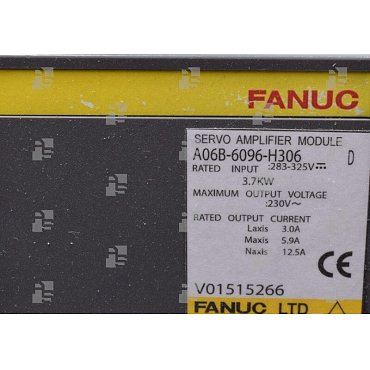 FANUC
SERVO AMPLIFIER MODULE
A06B-6096-H306 D
RATED INPUT :283-325V⎓
3.7KW
MAXIMUM OUTPUT VOLTAGE
:230V～
RATED OUTPUT CURRENT
Laxis 3.0A
Maxis 5.9A
Naxis 12.5A
CE
V01515266
FANUC LTD